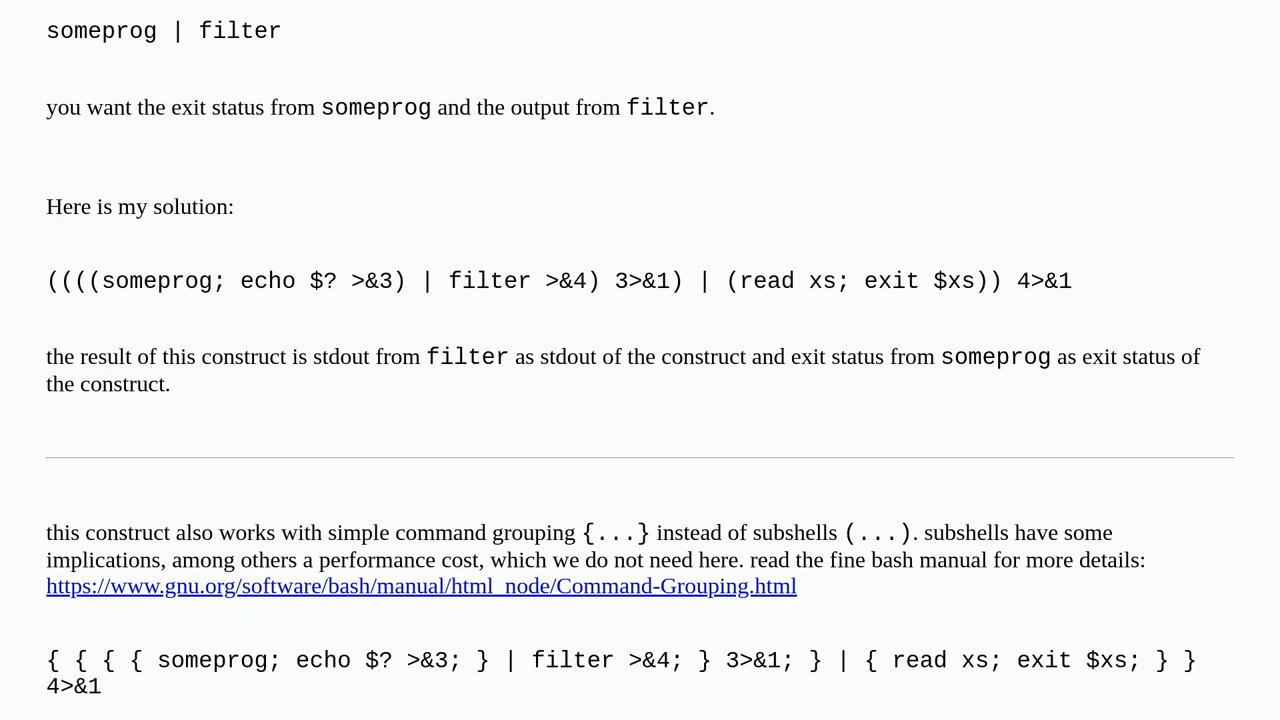 someprog | filter
you want the exit status from someprog and the output from filter.
Here is my solution:
((((someprog; echo $? >&3) | filter >&4) 3>&1) | (read xs; exit $xs)) 4>&1
the result of this construct is stdout from filter as stdout of the construct and exit status from someprog as exit status of
the construct.
this construct also works with simple command grouping {...} instead of subshells (...). subshells have some
implications, among others a performance cost, which we do not need here. read the fine bash manual for more details:
https://www.gnu.org/software/bash/manual/html_node/Command-Grouping.html
{ { { { someprog; echo $? >&3; } | filter >&4; } 3>&1; } | { read xs; exit $xs; } }
4>&1